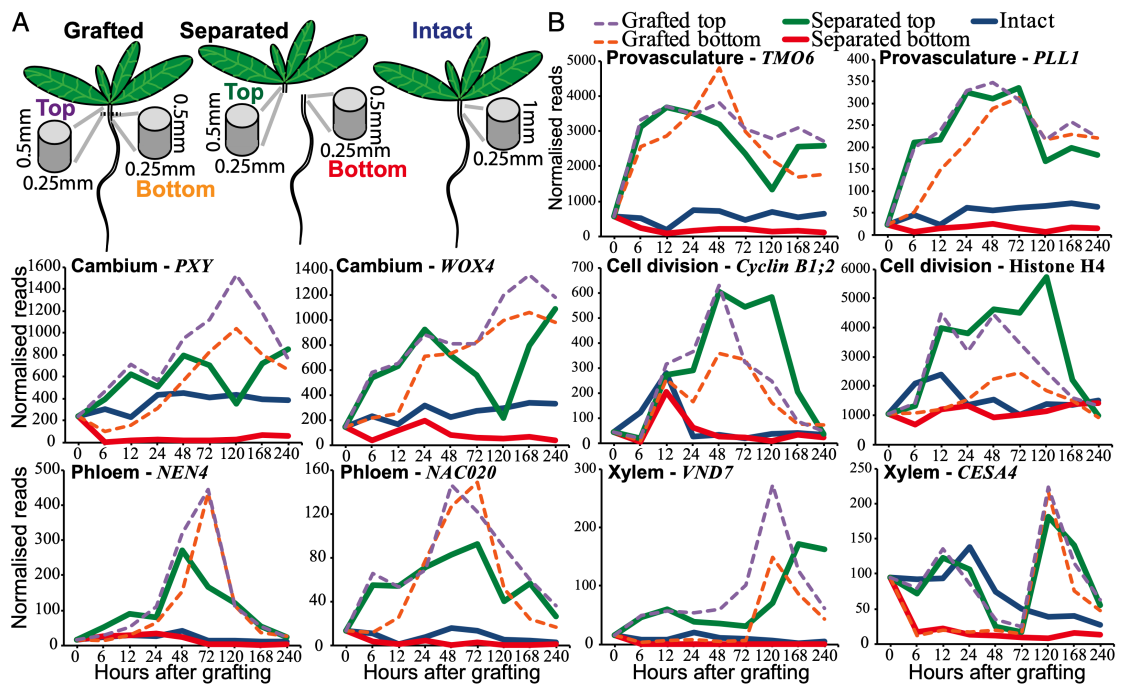 A
Grafted
Separated
Intact
Top
0.5mm
0.25mm
0.5mm
0.25mm
Bottom
Top
0.5mm
0.25mm
0.5mm
0.25mm
Bottom
1mm
0.25mm
B
Grafted top
Separated top
Intact
Grafted bottom
Separated bottom
Provasculature - TMO6
Normalised reads
5000
4000
3000
2000
1000
0
0 6 12 24 48 72 120 168 240
Provasculature - PLL1
400
350
300
250
200
150
100
50
0
0 6 12 24 48 72 120 168 240
Cambium - PXY
Normalised reads
1600
1400
1200
1000
800
600
400
200
0
0 6 12 24 48 72 120 168 240
Cambium - WOX4
1400
1200
1000
800
600
400
200
0
0 6 12 24 48 72 120 168 240
Cell division - Cyclin B1;2
700
600
500
400
300
200
100
0
0 6 12 24 48 72 120 168 240
Cell division - Histone H4
6000
5000
4000
3000
2000
1000
0
0 6 12 24 48 72 120 168 240
Phloem - NEN4
Normalised reads
500
400
300
200
100
0
0 6 12 24 48 72 120 168 240
Hours after grafting
Phloem - NAC020
160
120
80
40
0
0 6 12 24 48 72 120 168 240
Hours after grafting
Xylem - VND7
300
200
100
0
0 6 12 24 48 72 120 168 240
Hours after grafting
Xylem - CESA4
250
200
150
100
50
0
0 6 12 24 48 72 120 168 240
Hours after grafting